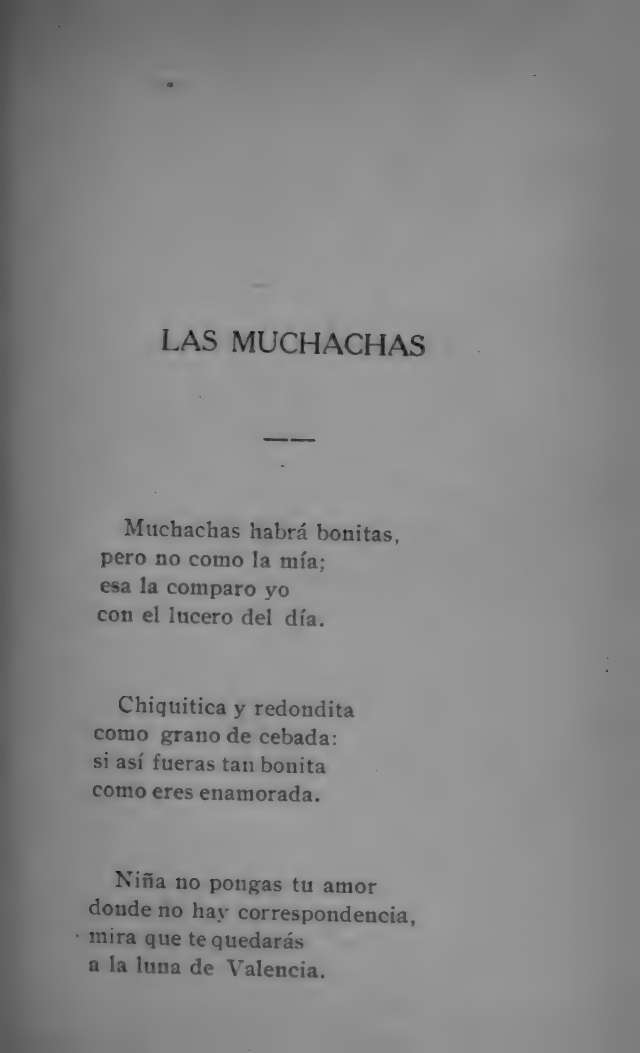 LAS MUCHACHAS
Muchachas habrá bonitas,
pero no como la mía;
esa la comparo yo
con el lucero del día.
Chiquitica y redondita
como grano de cebada:
si así fueras tan bonita
como eres enamorada.
Niña no pongas tu amor
donde no hay correspondencia,
mira que te quedarás
a la luna de Valencia.